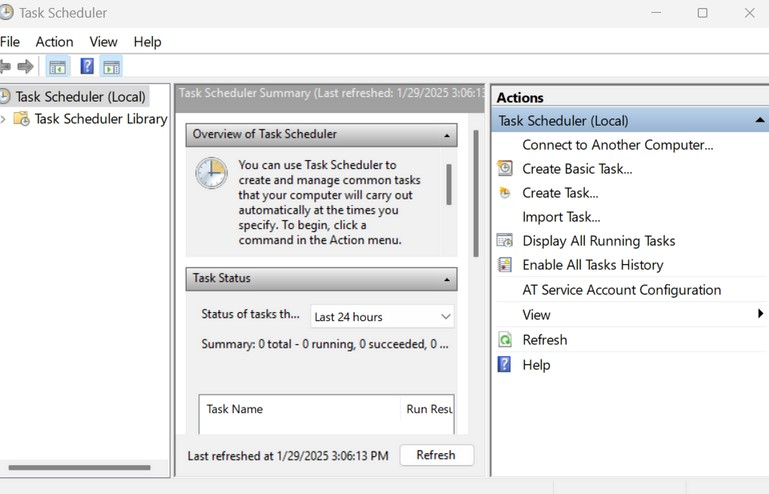 Task Scheduler
File Action View Help
Task Scheduler (Local)
Task Scheduler Library
Task Scheduler Summary (Last refreshed: 1/29/2025 3:06:13
Overview of Task Scheduler
You can use Task Scheduler to
create and manage common tasks
that your computer will carry out
automatically at the times you
specify. To begin, click a
command in the Action menu.
Task Status
Status of tasks th... Last 24 hours
Summary: 0 total - 0 running, 0 succeeded, 0 ...
Task Name Run Resu
Last refreshed at 1/29/2025 3:06:13 PM Refresh
Actions
Task Scheduler (Local)
Connect to Another Computer...
Create Basic Task...
Create Task...
Import Task...
Display All Running Tasks
Enable All Tasks History
AT Service Account Configuration
View
Refresh
Help